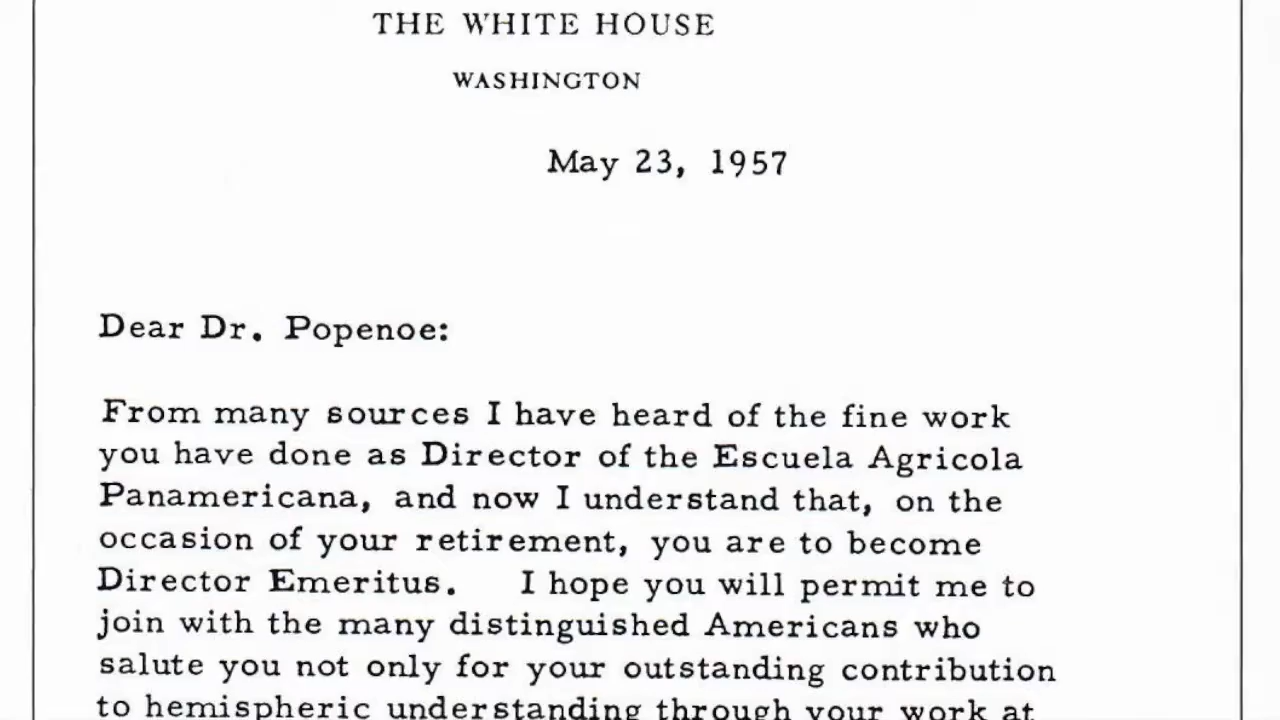 THE WHITE HOUSE
WASHINGTON
May 23, 1957
Dear Dr. Popenoe:
From many sources I have heard of the fine work
you have done as Director of the Escuela Agricola
Panamericana, and now I understand that, on the
occasion of your retirement, you are to become
Director Emeritus. I hope you will permit me to
join with the many distinguished Americans who
salute you not only for your outstanding contribution
to hemispheric understanding through your work at